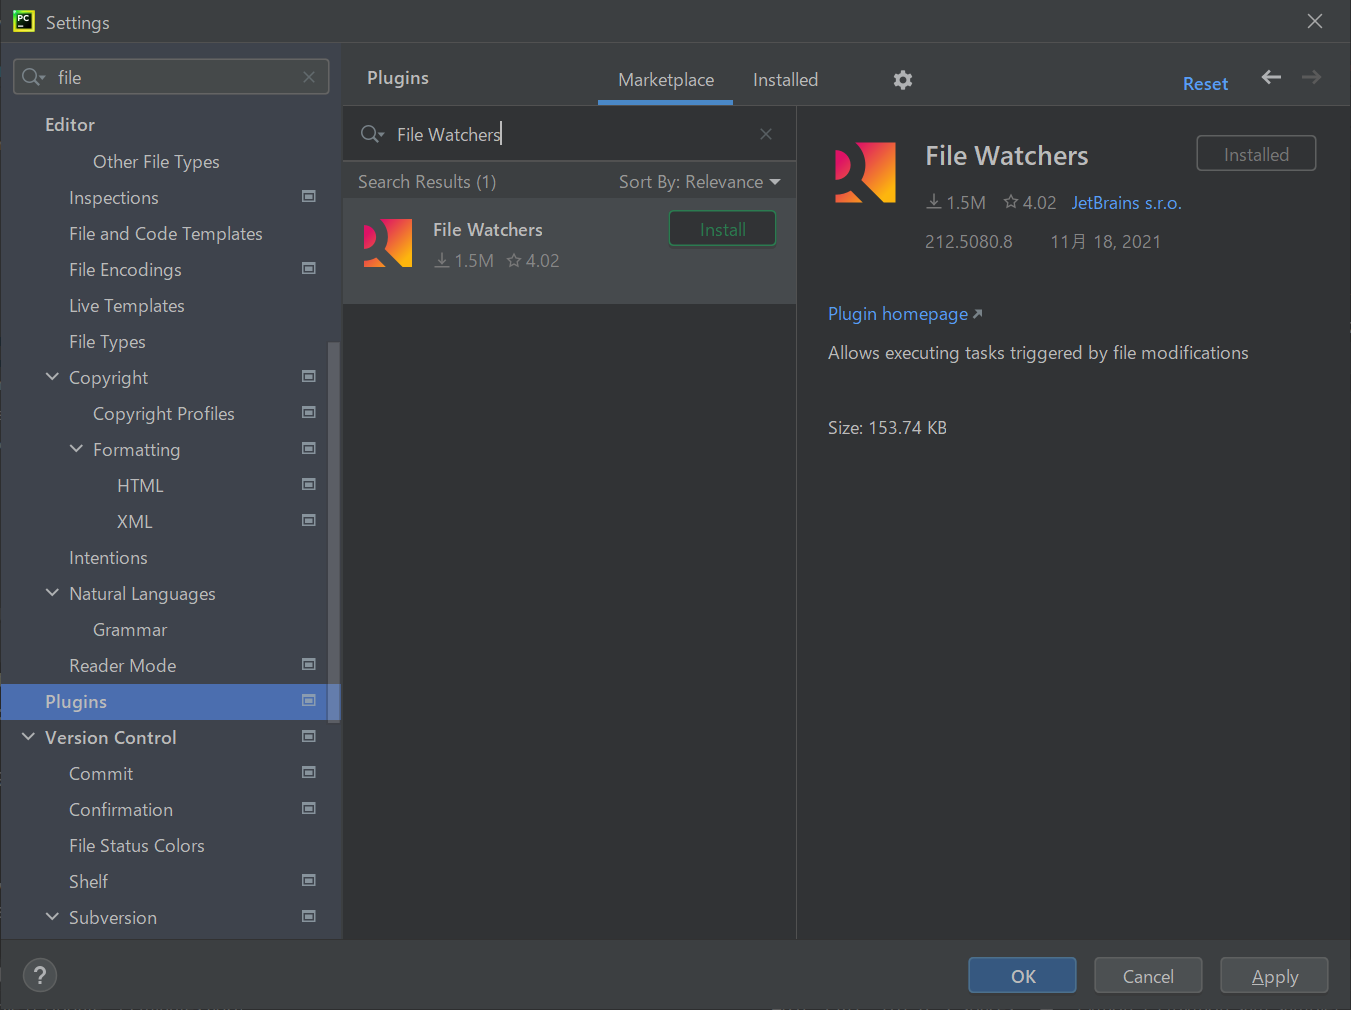 PC
Settings
file
Editor
Other File Types
Inspections
File and Code Templates
File Encodings
Live Templates
File Types
Copyright
Copyright Profiles
Formatting
HTML
XML
Intentions
Natural Languages
Grammar
Reader Mode
Plugins
Version Control
Commit
Confirmation
File Status Colors
Shelf
Subversion
Plugins
Marketplace
Installed
Reset
File Watchers
Search Results (1)
Sort By: Relevance
File Watchers
Install
1.5M 4.02
File Watchers
Installed
1.5M 4.02 JetBrains s.r.o.
212.5080.8 11月 18, 2021
Plugin homepage
Allows executing tasks triggered by file modifications
Size: 153.74 KB
?
OK
Cancel
Apply